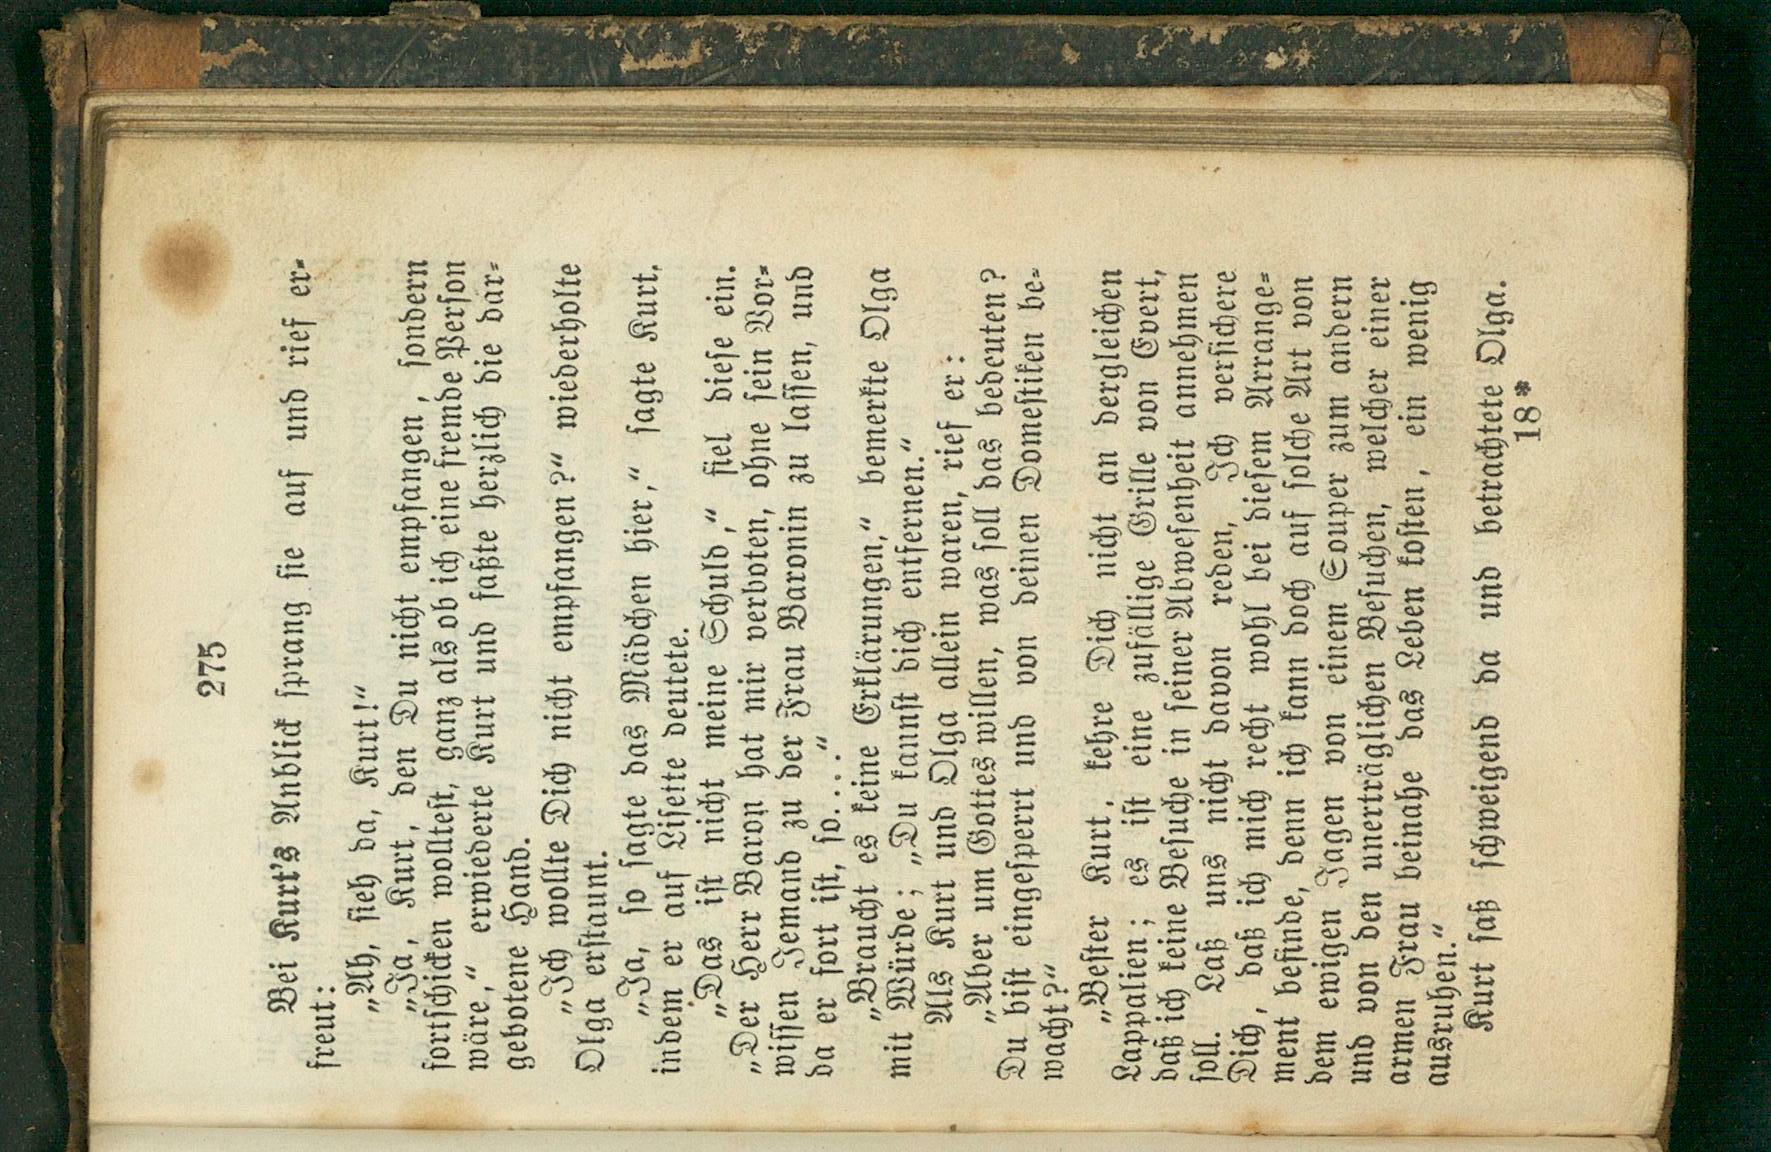 275
Bei Kurt's Anblick sprang sie auf und rief er-
freut:
„Ah, sieh da, Kurt!“
„Ja, Kurt, den Du nicht empfangen, sondern
fortschicken wolltest, ganz als ob ich eine fremde Person
wäre,“ erwiederte Kurt und faßte herzlich die dar-
gebotene Hand.
„Ich wollte Dich nicht empfangen?“ wiederholte
Olga erstaunt.
„Ja, so sagte das Mädchen hier,“ sagte Kurt,
indem er auf Lisette deutete.
„Das ist nicht meine Schuld,“ fiel diese ein.
„Der Herr Baron hat mir verboten, ohne sein Vor-
wissen Jemand zu der Frau Baronin zu lassen, und
da er fort ist, so....“
„Braucht es keine Erklärungen,“ bemerkte Olga
mit Würde; „Du kannst dich entfernen.“
Als Kurt und Olga allein waren, rief er:
„Aber um Gottes willen, was soll das bedeuten?
Du bist eingesperrt und von deinen Domestiken be-
wacht?“
„Bester Kurt, kehre Dich nicht an dergleichen
Lappalien; es ist eine zufällige Grille von Evert,
daß ich keine Besuche in seiner Abwesenheit annehmen
soll. Laß uns nicht davon reden, Ich versichere
Dich, daß ich mich recht wohl bei diesem Arrange-
ment befinde, denn ich kann doch auf solche Art von
dem ewigen Jagen von einem Souper zum andern
und von den unerträglichen Besuchen, welcher einer
armen Frau beinahe das Leben kosten, ein wenig
ausruhen.“
Kurt saß schweigend da und betrachtete Olga.
18*